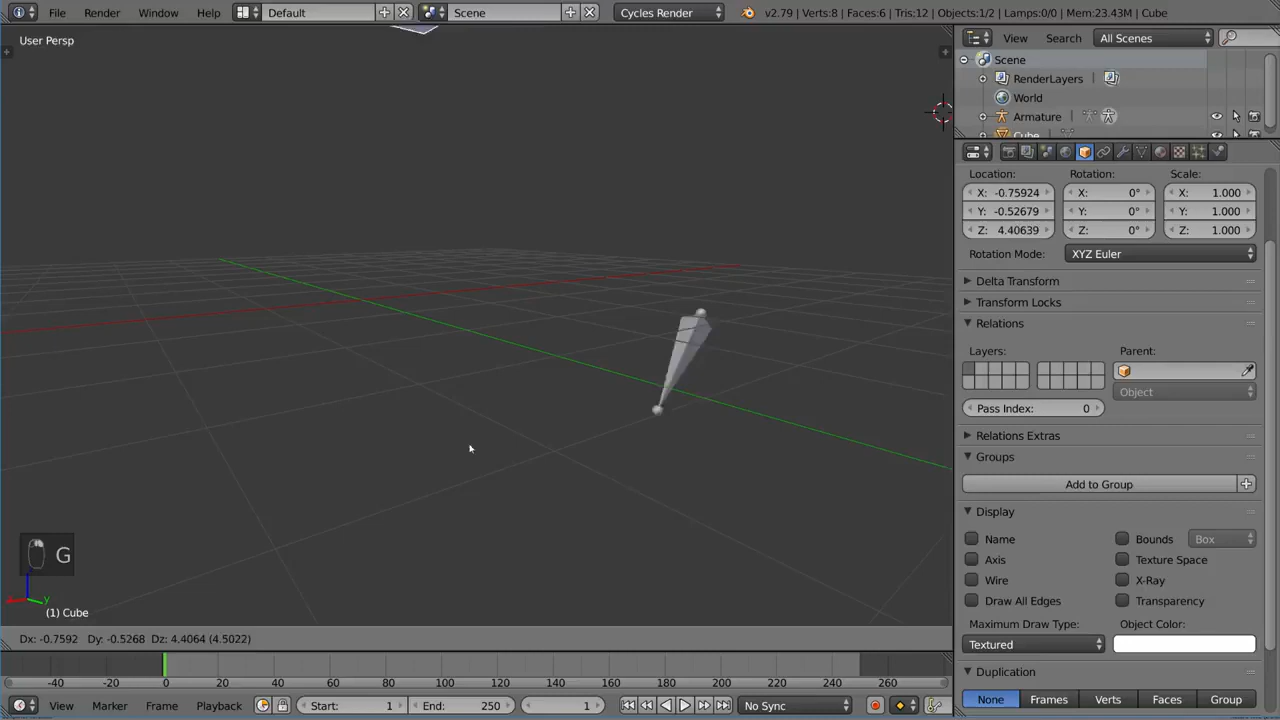 File Render Window Help Default Scene Cycles Render v2.79 | Verts:8 | Faces:6 | Tris:12 | Objects:1/2 | Lamps:0/0 | Mem:23.43M | Cube
User Persp
View Search All Scenes
Scene
RenderLayers
World
Armature
Cube
Location: Rotation: Scale:
X: -0.75924 X: 0° X: 1.000
Y: -0.52679 Y: 0° Y: 1.000
Z: 4.40639 Z: 0° Z: 1.000
Rotation Mode: XYZ Euler
Delta Transform
Transform Locks
Relations
Layers: Parent:
Object
Pass Index: 0
Relations Extras
Groups
Add to Group
Display
Name Bounds Box
Axis Texture Space
Wire X-Ray
Draw All Edges Transparency
Maximum Draw Type: Object Color:
Textured
Duplication
None Frames Verts Faces Group
G
x y
(1) Cube
Dx: -0.7592 Dy: -0.5268 Dz: 4.4064 (4.5022)
-40 -20 0 20 40 60 80 100 120 140 160 180 200 220 240 260
View Marker Frame Playback Start: 1 End: 250 1 No Sync